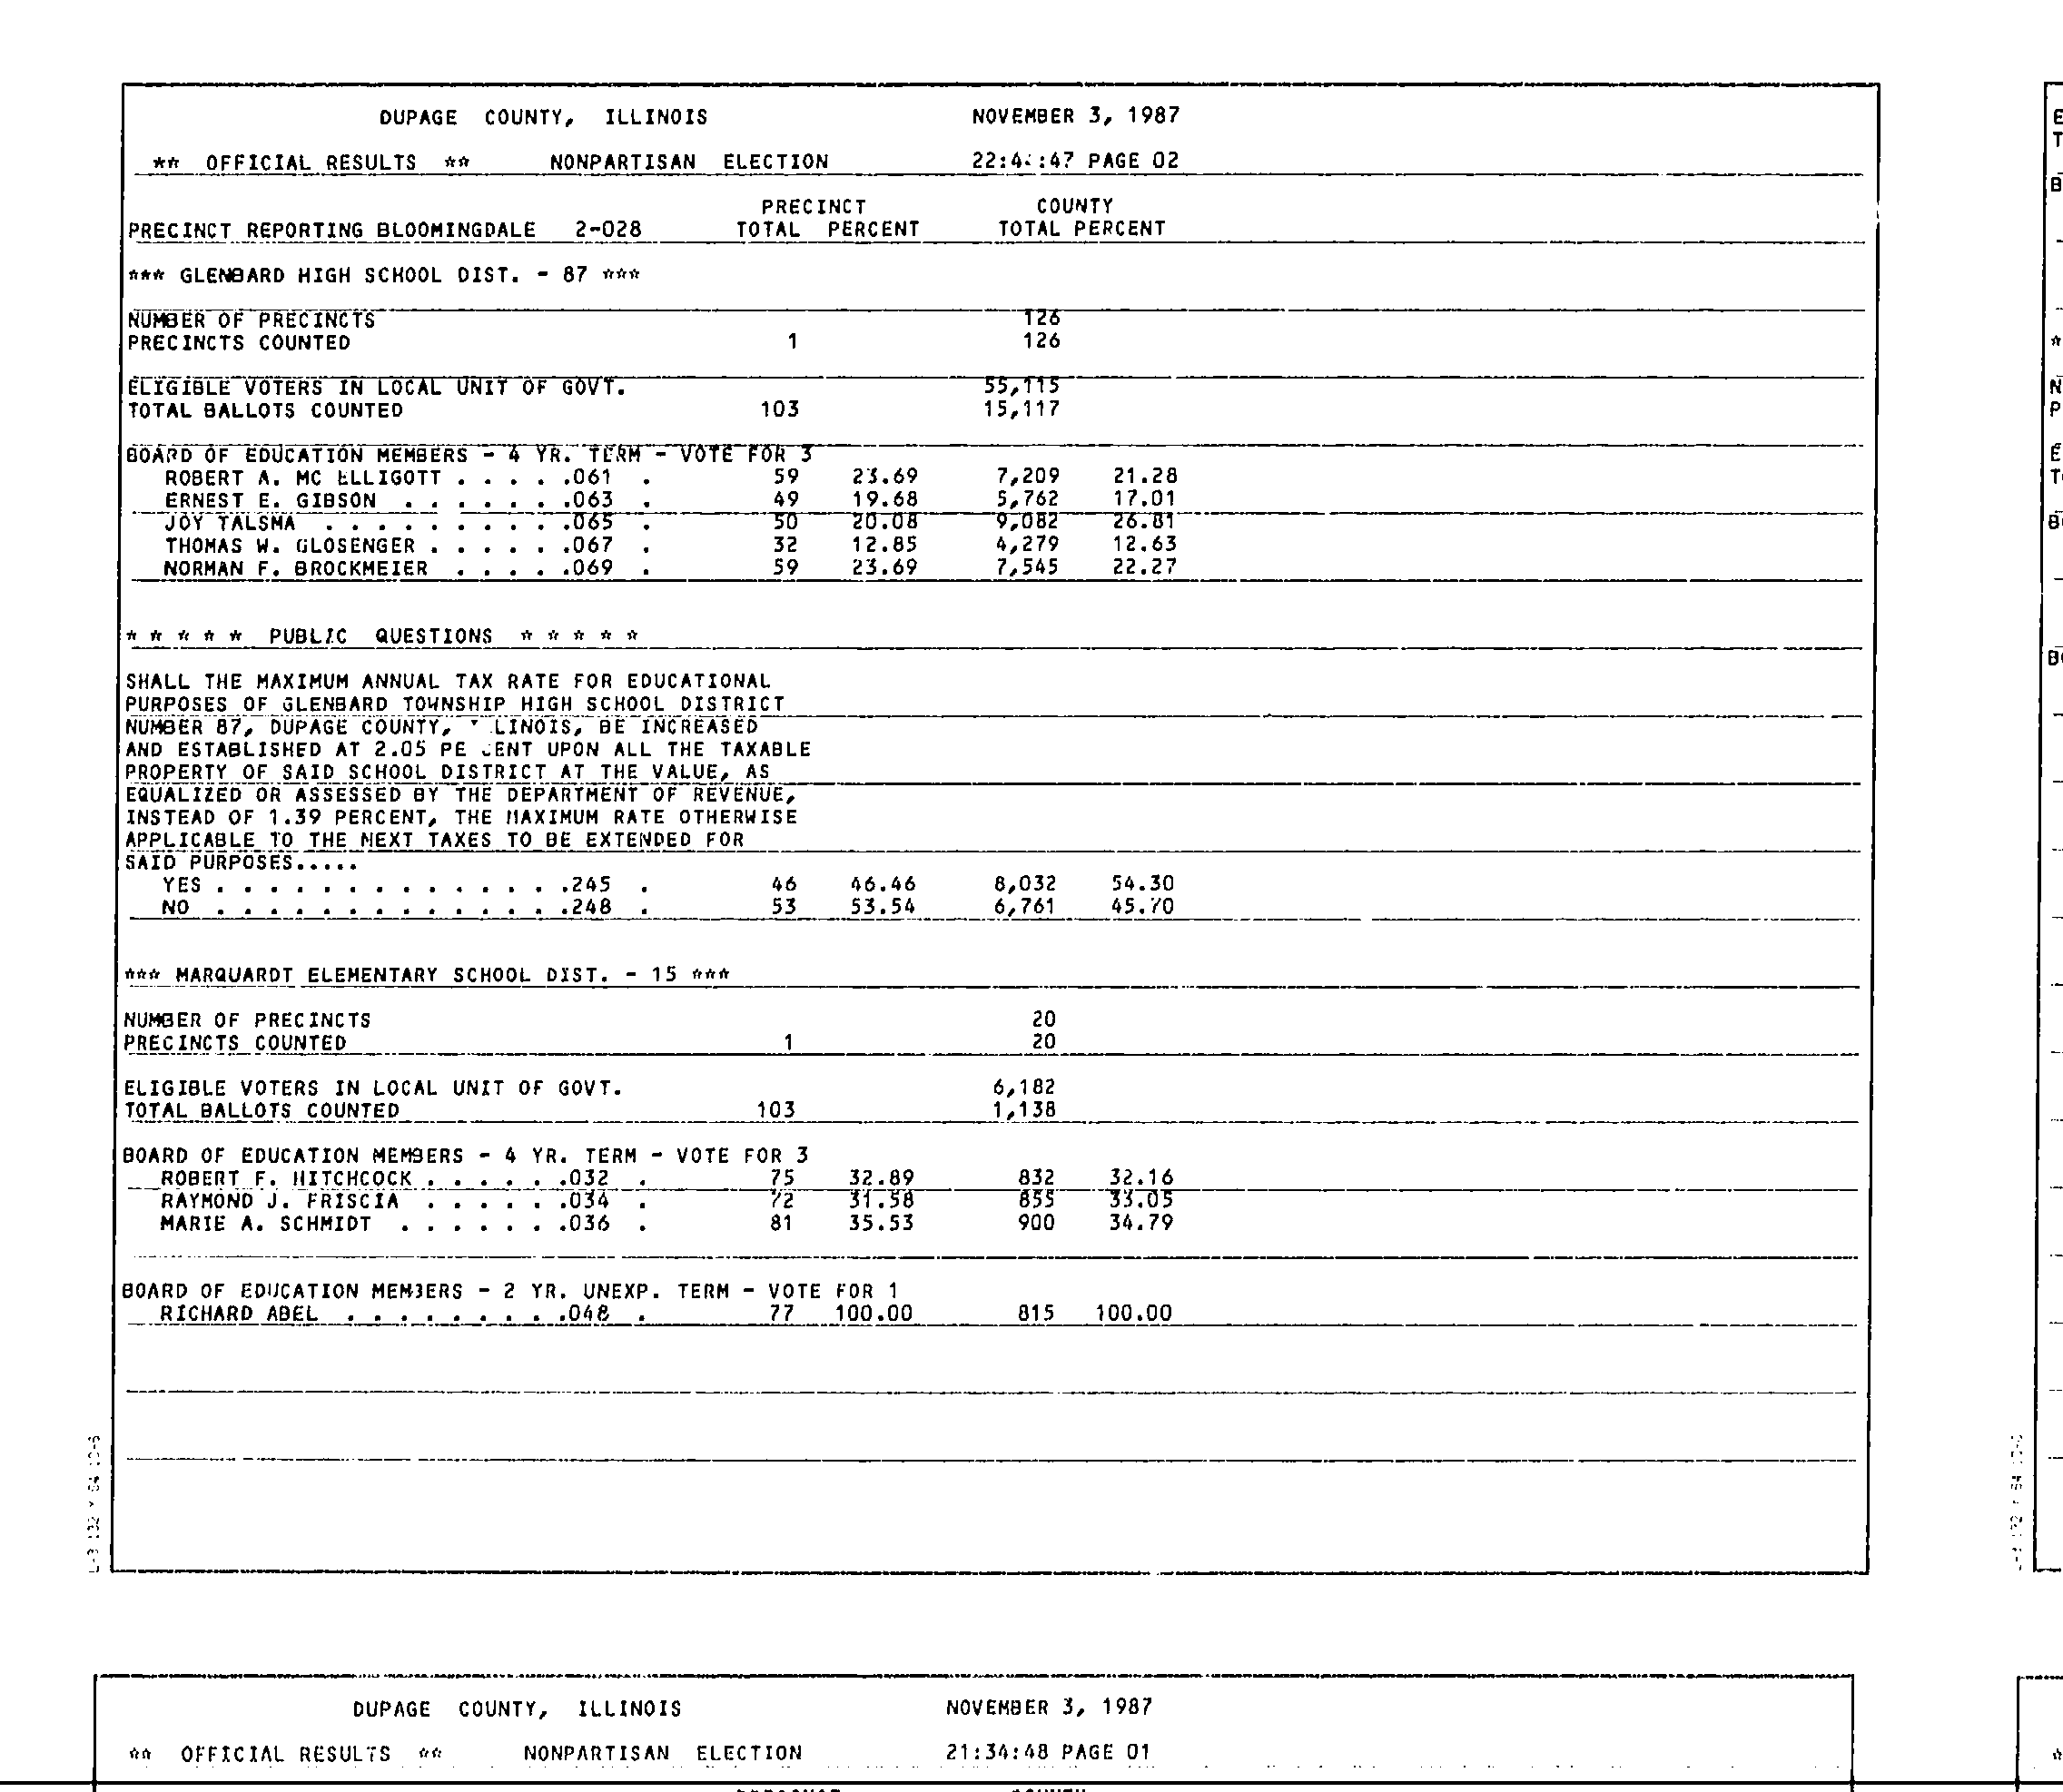 DUPAGE COUNTY, ILLINOIS NOVEMBER 3, 1987
** OFFICIAL RESULTS ** NONPARTISAN ELECTION PAGE 02
PRECINCT COUNTY
PRECINCT REPORTING BLOOMINGDALE 2-028 TOTAL PERCENT TOTAL PERCENT
*** GLENBARD HIGH SCHOOL DIST. - 87 ***
NUMBER OF PRECINCTS 126
PRECINCTS COUNTED 1 126
ELIGIBLE VOTERS IN LOCAL UNIT OF GOVT. 55,115
TOTAL BALLOTS COUNTED 103 15,117
BOARD OF EDUCATION MEMBERS - 4 YR. TERM - VOTE FOR 3
ROBERT A. MC ELLIGOTT . . . . .061 . 59 23.69 7,209 21.28
ERNEST E. GIBSON . . . . . . .063 . 49 19.68 5,762 17.01
JOY TALSMA . . . . . . . . . .065 . 50 20.08 9,082 26.81
THOMAS W. GLOSENGER . . . . . .067 . 32 12.85 4,279 12.63
NORMAN F. BROCKMEIER . . . . .069 . 59 23.69 7,545 22.27
* * * * * PUBLIC QUESTIONS * * * * *
SHALL THE MAXIMUM ANNUAL TAX RATE FOR EDUCATIONAL
PURPOSES OF GLENBARD TOWNSHIP HIGH SCHOOL DISTRICT
NUMBER 87, DUPAGE COUNTY, LINOIS, BE INCREASED
AND ESTABLISHED AT 2.05 PE CENT UPON ALL THE TAXABLE
PROPERTY OF SAID SCHOOL DISTRICT AT THE VALUE, AS
EQUALIZED OR ASSESSED BY THE DEPARTMENT OF REVENUE,
INSTEAD OF 1.39 PERCENT, THE MAXIMUM RATE OTHERWISE
APPLICABLE TO THE NEXT TAXES TO BE EXTENDED FOR
SAID PURPOSES.....
YES . . . . . . . . . . . . . .245 . 46 46.46 8,032 54.30
NO . . . . . . . . . . . . . .248 . 53 53.54 6,761 45.70
*** MARQUARDT ELEMENTARY SCHOOL DIST. - 15 ***
NUMBER OF PRECINCTS 20
PRECINCTS COUNTED 1 20
ELIGIBLE VOTERS IN LOCAL UNIT OF GOVT. 6,182
TOTAL BALLOTS COUNTED 103 1,138
BOARD OF EDUCATION MEMBERS - 4 YR. TERM - VOTE FOR 3
ROBERT F. HITCHCOCK . . . . . .032 . 75 32.89 832 32.16
RAYMOND J. FRISCIA . . . . . .034 . 72 31.58 855 33.05
MARIE A. SCHMIDT . . . . . . .036 . 81 35.53 900 34.79
BOARD OF EDUCATION MEMBERS - 2 YR. UNEXP. TERM - VOTE FOR 1
RICHARD ABEL . . . . . . . . .048 . 77 100.00 815 100.00
DUPAGE COUNTY, ILLINOIS NOVEMBER 3, 1987
** OFFICIAL RESULTS ** NONPARTISAN ELECTION 21:34:48 PAGE 01